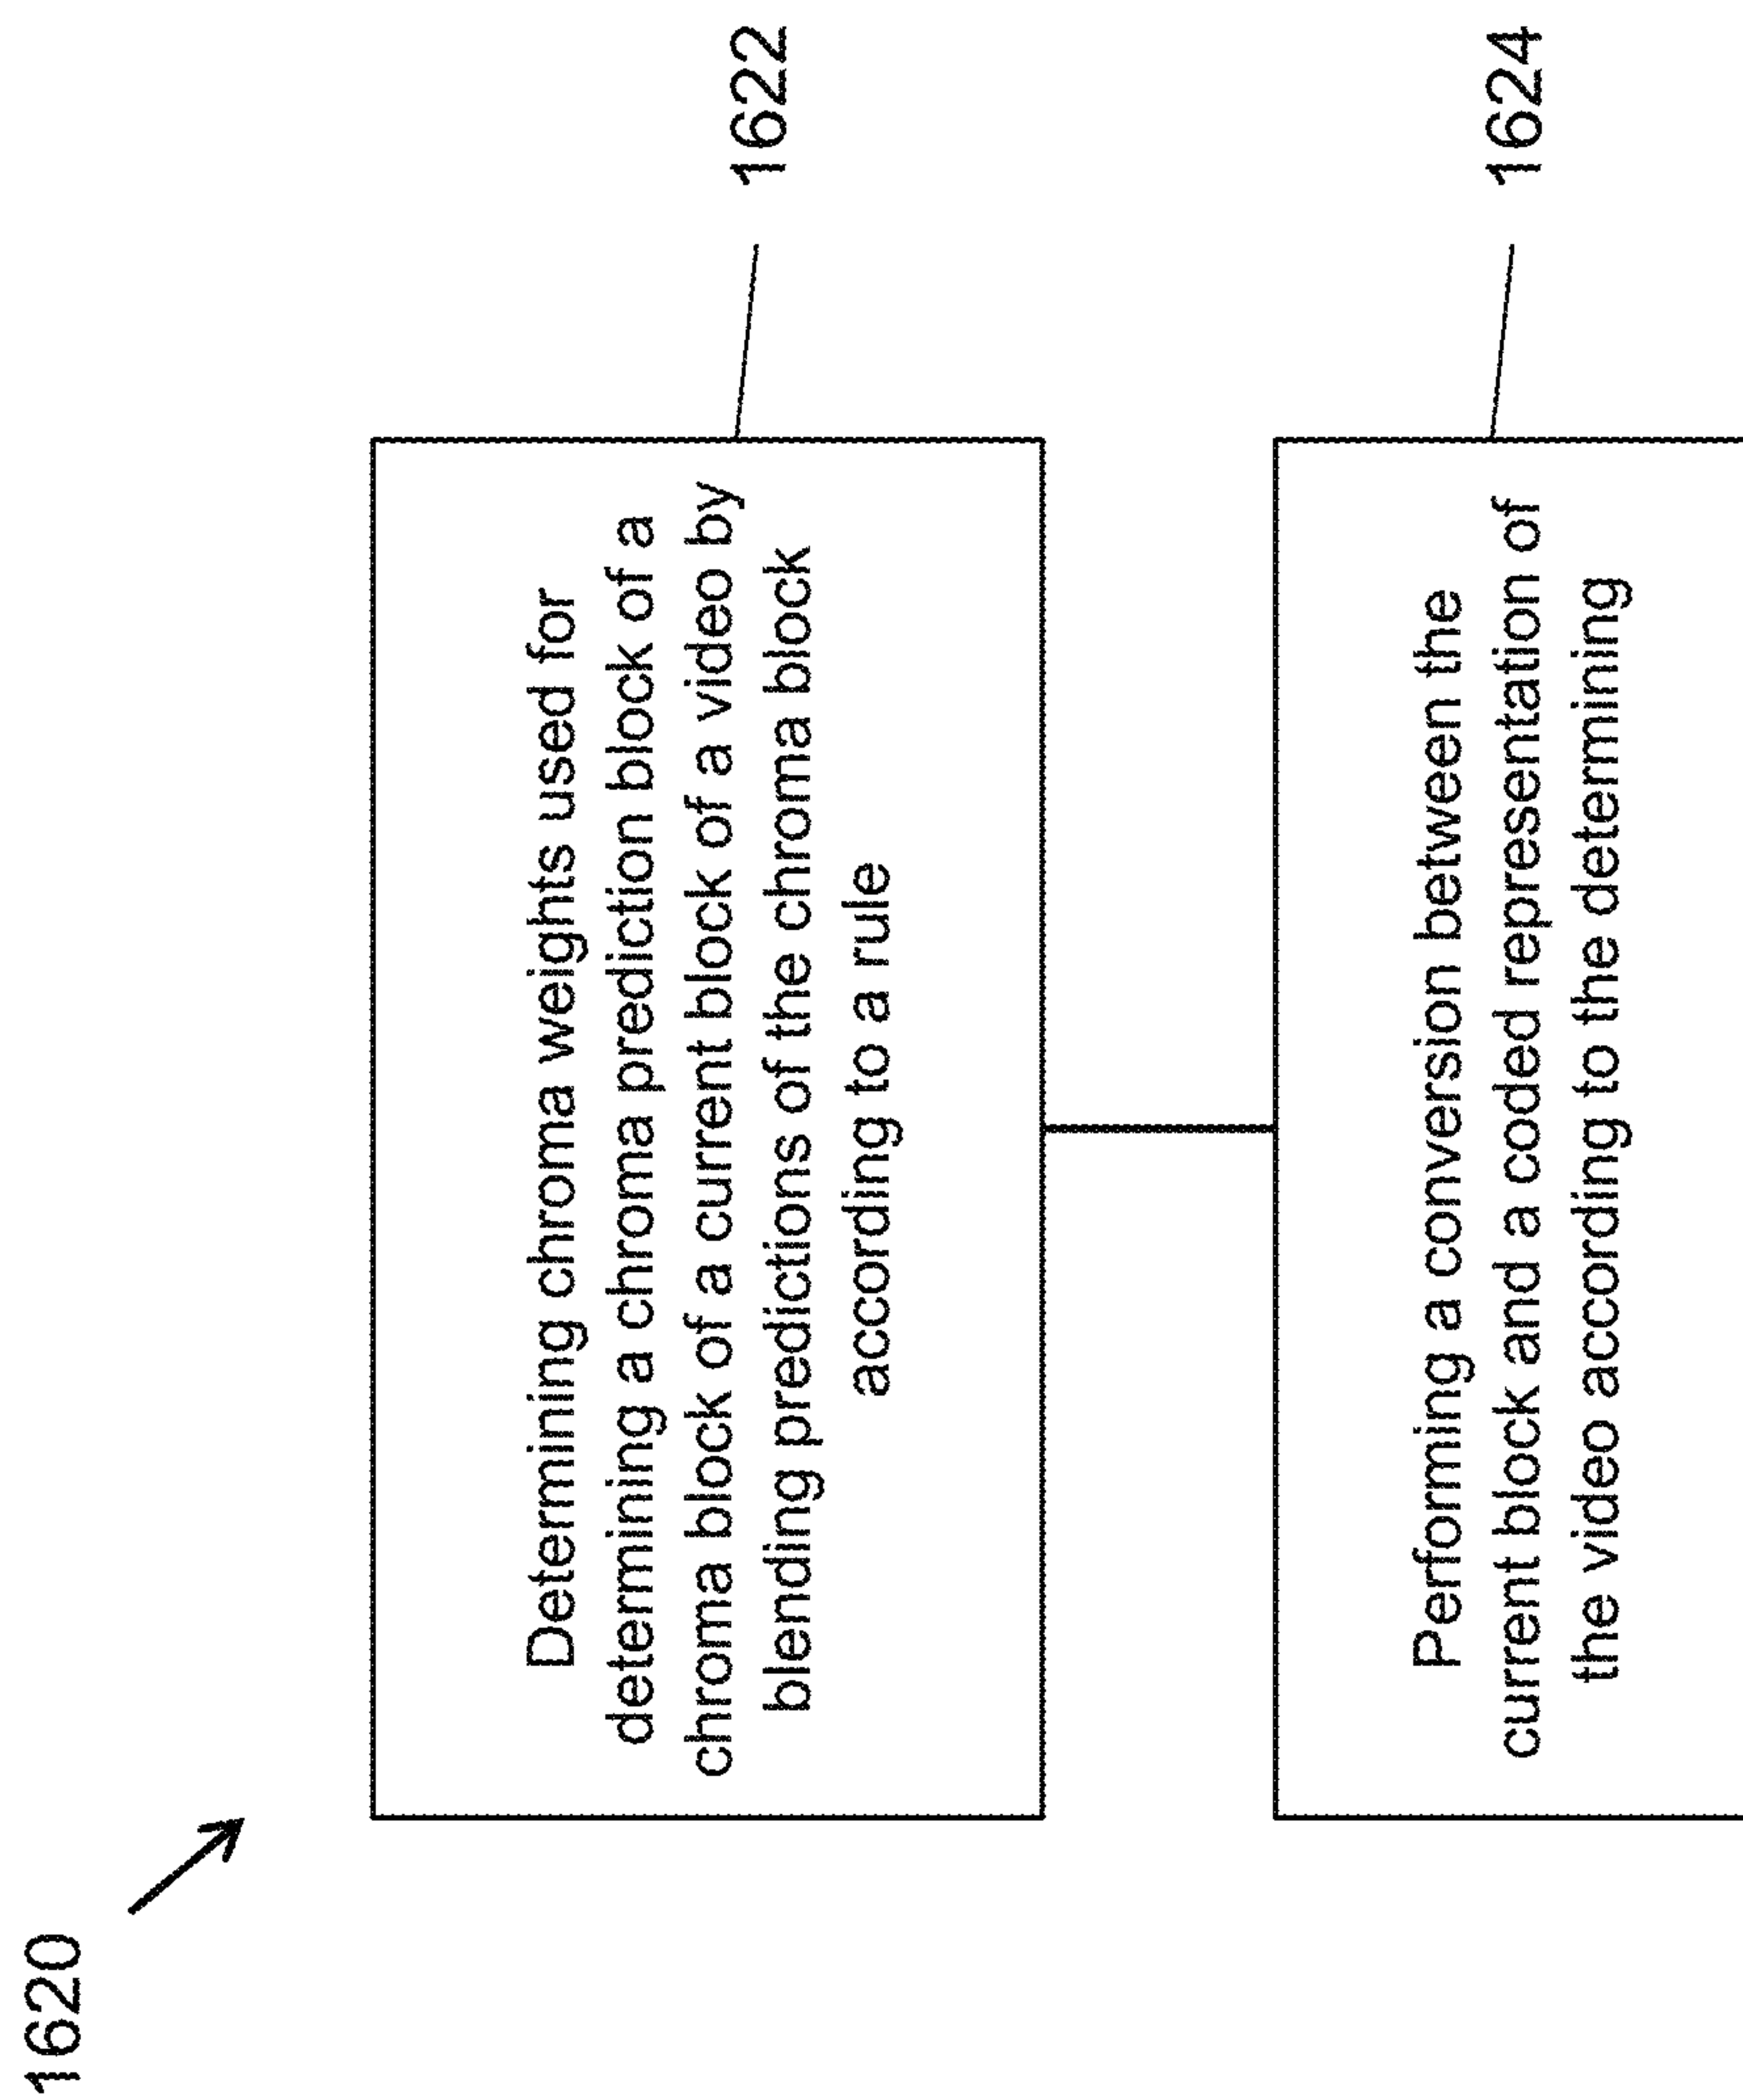 1620
Determining chroma weights used for
determining a chroma prediction block of a
chroma block of a current block of a video by
blending predictions of the chroma block
according to a rule
1622
Performing a conversion between the
current block and a coded representation of
the video according to the determining
1624